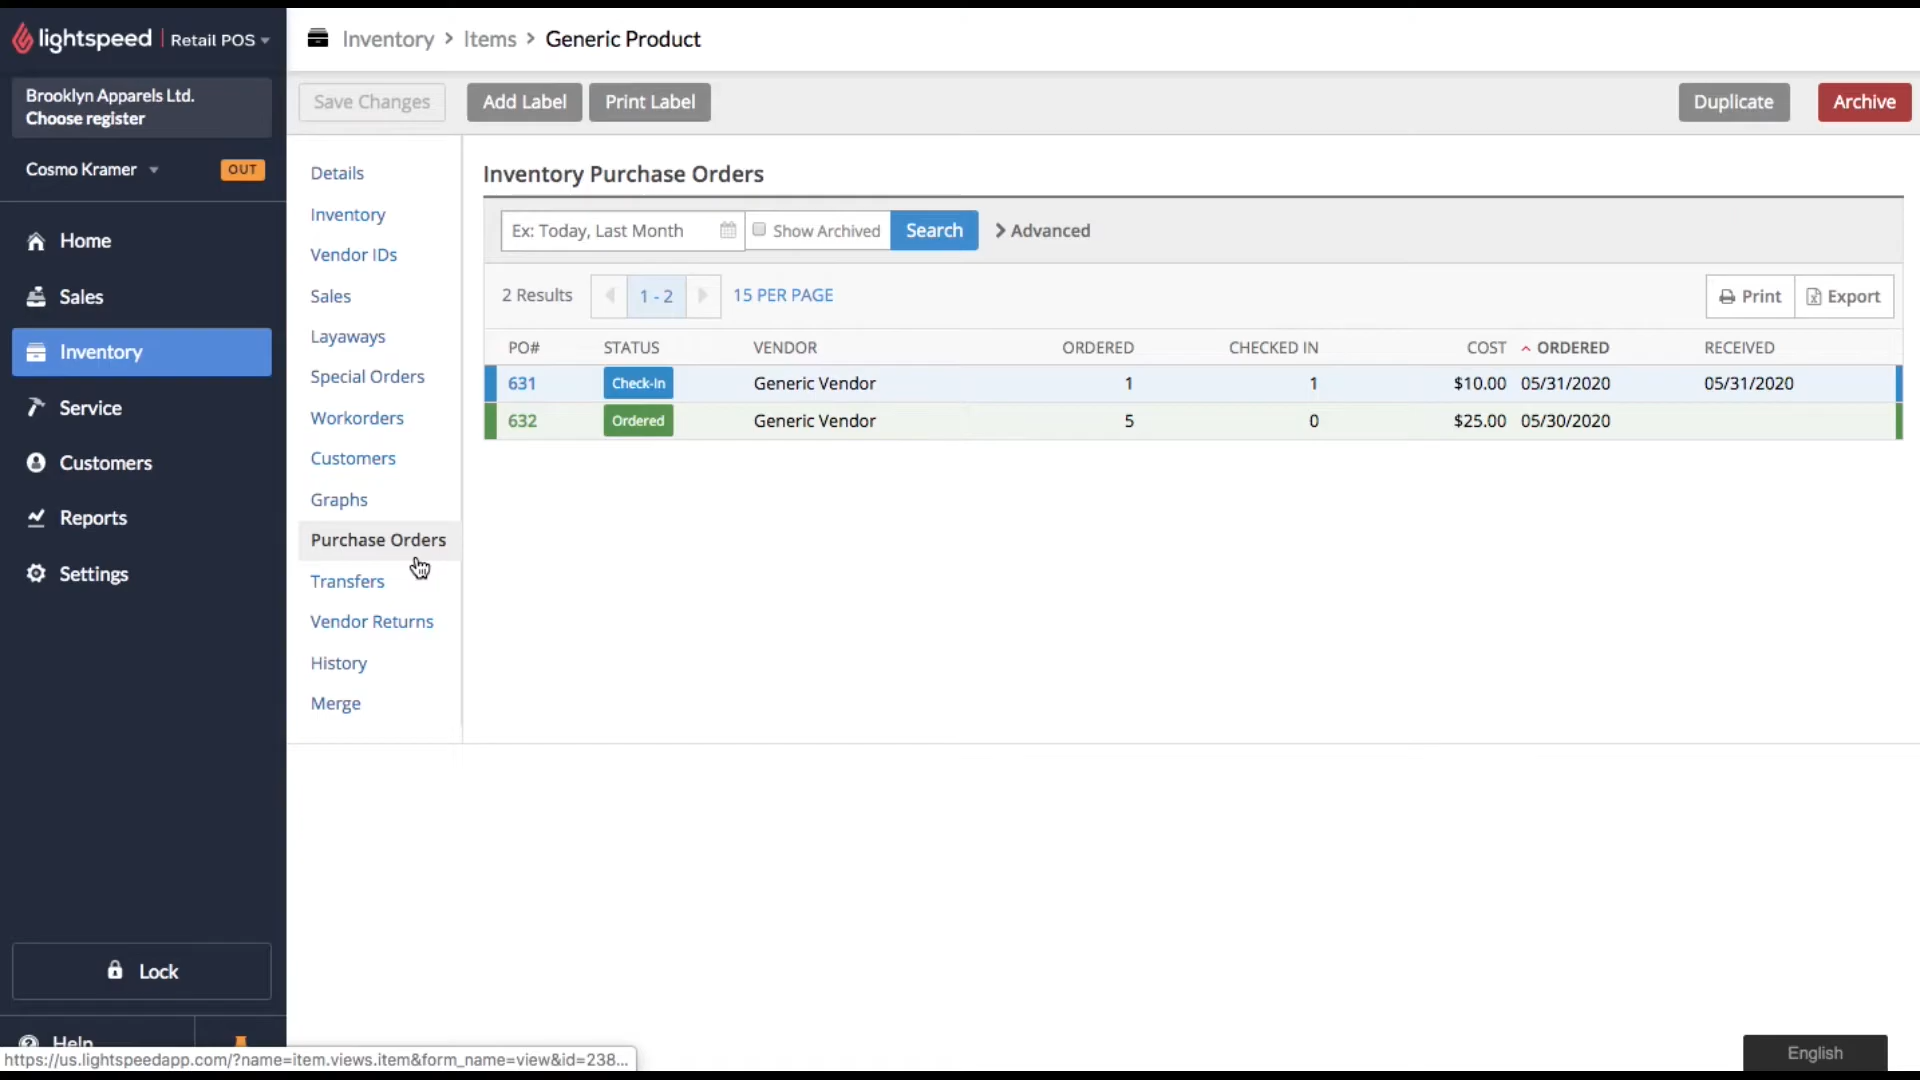 lightspeed | Retail POS
Inventory > Items > Generic Product
Brooklyn Apparels Ltd.
Choose register
Save Changes
Add Label
Print Label
Duplicate
Archive
Cosmo Kramer
OUT
Home
Sales
Inventory
Service
Customers
Reports
Settings
Lock
Help
Details
Inventory
Vendor IDs
Sales
Layaways
Special Orders
Workorders
Customers
Graphs
Purchase Orders
Transfers
Vendor Returns
History
Merge
Inventory Purchase Orders
Ex: Today, Last Month Show Archived Search > Advanced
2 Results 1 - 2 15 PER PAGE Print Export
PO# STATUS VENDOR ORDERED CHECKED IN COST ORDERED RECEIVED
631 Check-In Generic Vendor 1 1 $10.00 05/31/2020 05/31/2020
632 Ordered Generic Vendor 5 0 $25.00 05/30/2020
https://us.lightspeedapp.com/?name=item.views.item&form_name=view&id=238...
English